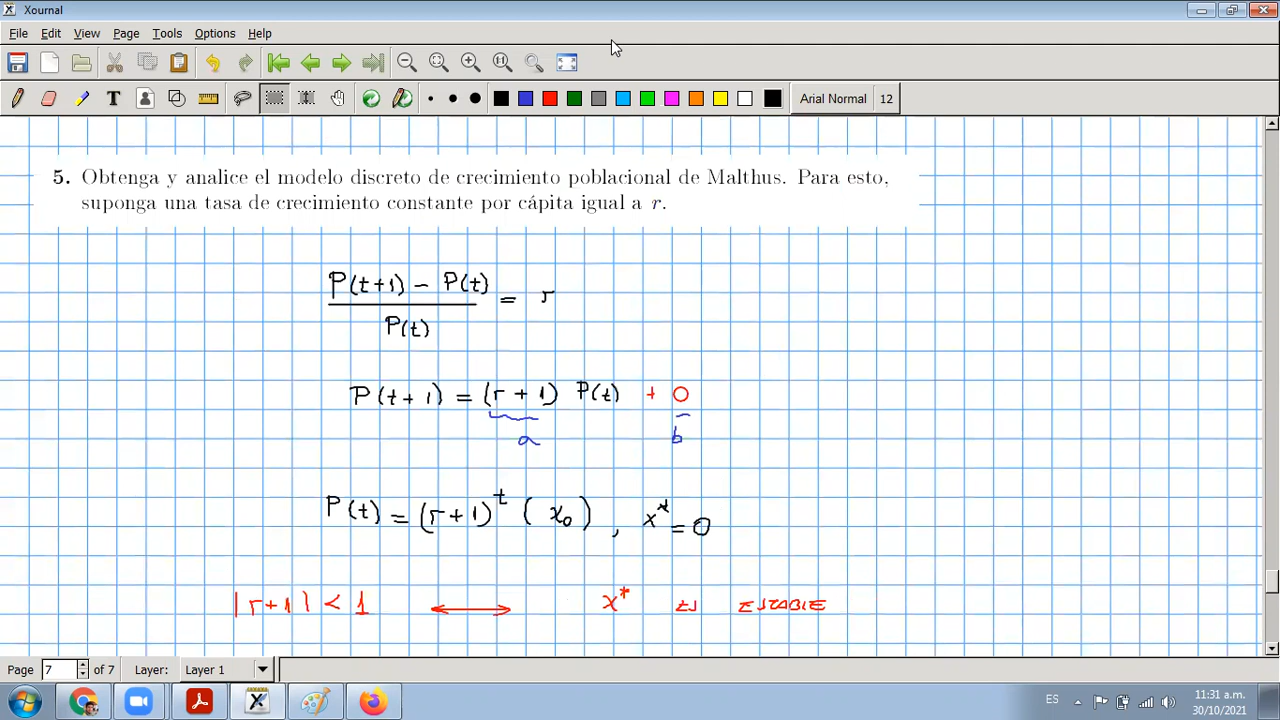 Xournal
File Edit View Page Tools Options Help
Arial Normal 12
5. Obtenga y analice el modelo discreto de crecimiento poblacional de Malthus. Para esto,
suponga una tasa de crecimiento constante por cápita igual a r.
P(t+1) - P(t)
= r
P(t)
P(t+1) = (r+1) P(t) + 0
a b
P(t) = (r+1)^t ( x_0 ) , x^* = 0
|r+1| < 1 ⟷ x^* ES ESTABLE
Page 7 of 7 Layer: Layer 1
ES 11:31 a.m.
30/10/2021